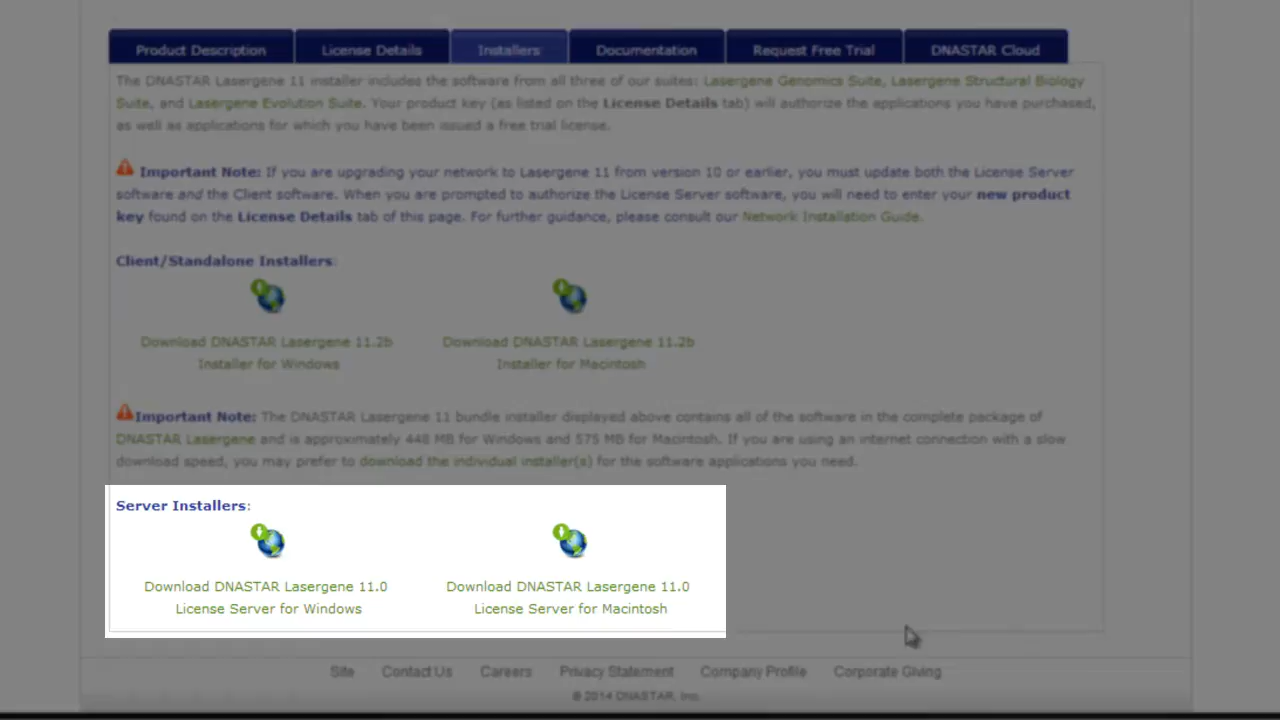 Product Description License Details Installers Documentation Request Free Trial DNASTAR Cloud
The DNASTAR Lasergene 11 installer includes the software from all three of our suites: Lasergene Genomics Suite, Lasergene Structural Biology
Suite, and Lasergene Evolution Suite. Your product key (as listed on the License Details tab) will authorize the applications you have purchased,
as well as applications for which you have been issued a free trial license.
Important Note: If you are upgrading your network to Lasergene 11 from version 10 or earlier, you must update both the License Server
software and the Client software. When you are prompted to authorize the License Server software, you will need to enter your new product
key found on the License Details tab of this page. For further guidance, please consult our Network Installation Guide.
Client/Standalone Installers:
Download DNASTAR Lasergene 11.2b Download DNASTAR Lasergene 11.2b
Installer for Windows Installer for Macintosh
Important Note: The DNASTAR Lasergene 11 bundle installer displayed above contains all of the software in the complete package of
DNASTAR Lasergene and is approximately 448 MB for Windows and 575 MB for Macintosh. If you are using an internet connection with a slow
download speed, you may prefer to download the individual installer(s) for the software applications you need.
Server Installers:
Download DNASTAR Lasergene 11.0 Download DNASTAR Lasergene 11.0
License Server for Windows License Server for Macintosh
Site Contact Us Careers Privacy Statement Company Profile Corporate Giving
© 2014 DNASTAR, Inc.